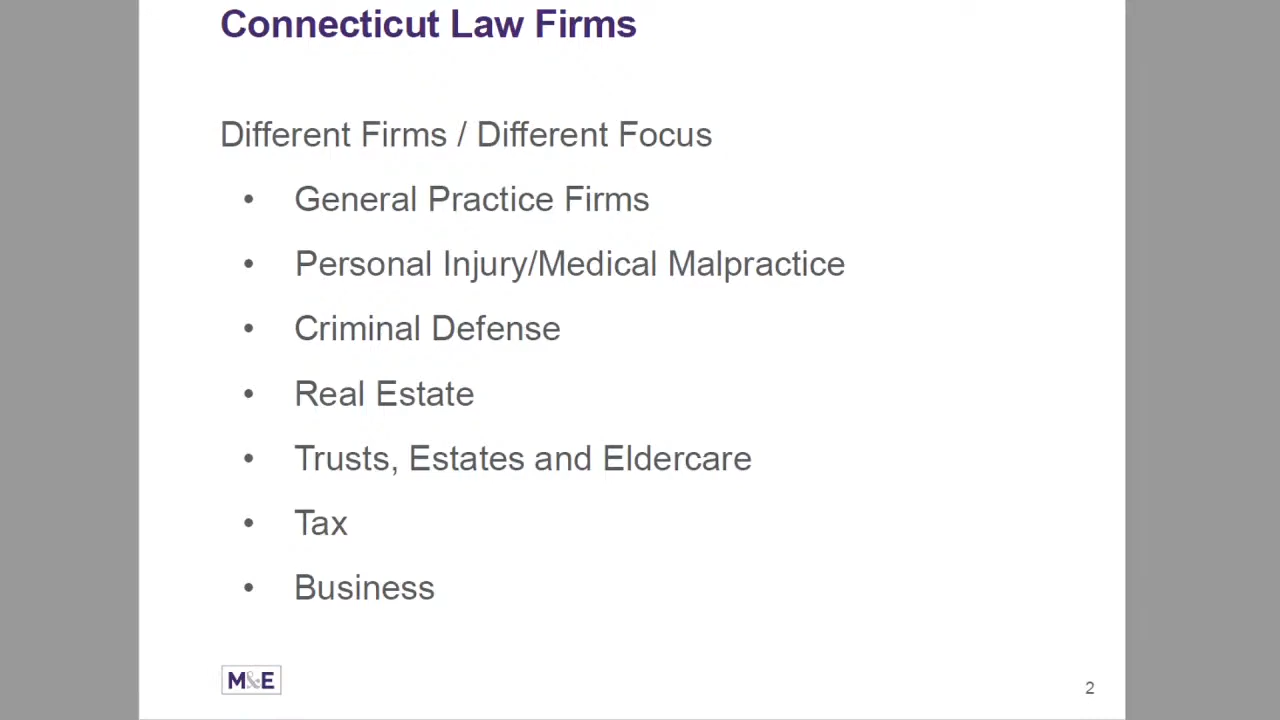 Connecticut Law Firms
Different Firms / Different Focus
• General Practice Firms
• Personal Injury/Medical Malpractice
• Criminal Defense
• Real Estate
• Trusts, Estates and Eldercare
• Tax
• Business
M&E
2